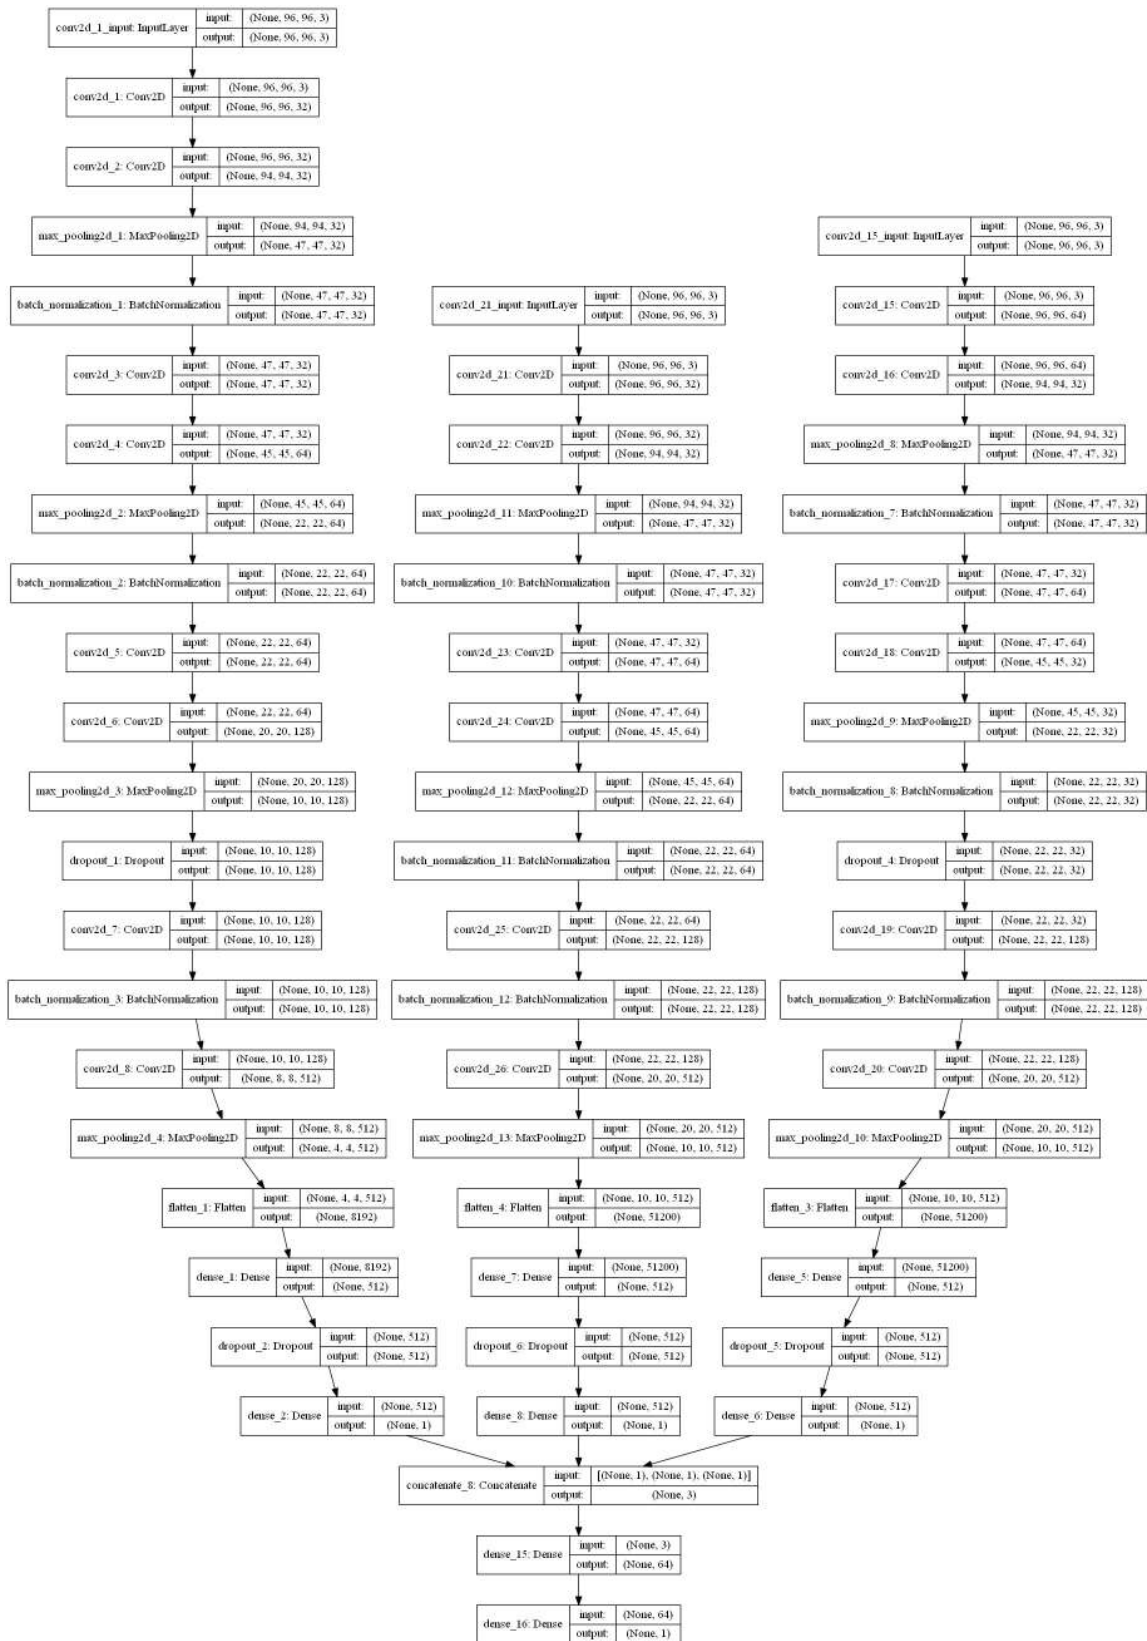 conv2d_1_input: InputLayer
input: (None, 96, 96, 3)
output: (None, 96, 96, 3)
conv2d_1: Conv2D
input: (None, 96, 96, 3)
output: (None, 96, 96, 32)
conv2d_2: Conv2D
input: (None, 96, 96, 32)
output: (None, 94, 94, 32)
max_pooling2d_1: MaxPooling2D
input: (None, 94, 94, 32)
output: (None, 47, 47, 32)
batch_normalization_1: BatchNormalization
input: (None, 47, 47, 32)
output: (None, 47, 47, 32)
conv2d_3: Conv2D
input: (None, 47, 47, 32)
output: (None, 47, 47, 32)
conv2d_4: Conv2D
input: (None, 47, 47, 32)
output: (None, 45, 45, 64)
max_pooling2d_2: MaxPooling2D
input: (None, 45, 45, 64)
output: (None, 22, 22, 64)
batch_normalization_2: BatchNormalization
input: (None, 22, 22, 64)
output: (None, 22, 22, 64)
conv2d_5: Conv2D
input: (None, 22, 22, 64)
output: (None, 22, 22, 64)
conv2d_6: Conv2D
input: (None, 22, 22, 64)
output: (None, 20, 20, 128)
max_pooling2d_3: MaxPooling2D
input: (None, 20, 20, 128)
output: (None, 10, 10, 128)
dropout_1: Dropout
input: (None, 10, 10, 128)
output: (None, 10, 10, 128)
conv2d_7: Conv2D
input: (None, 10, 10, 128)
output: (None, 10, 10, 128)
batch_normalization_3: BatchNormalization
input: (None, 10, 10, 128)
output: (None, 10, 10, 128)
conv2d_8: Conv2D
input: (None, 10, 10, 128)
output: (None, 8, 8, 512)
max_pooling2d_4: MaxPooling2D
input: (None, 8, 8, 512)
output: (None, 4, 4, 512)
flatten_1: Flatten
input: (None, 4, 4, 512)
output: (None, 8192)
dense_1: Dense
input: (None, 8192)
output: (None, 512)
dropout_2: Dropout
input: (None, 512)
output: (None, 512)
dense_2: Dense
input: (None, 512)
output: (None, 1)
conv2d_21_input: InputLayer
input: (None, 96, 96, 3)
output: (None, 96, 96, 3)
conv2d_21: Conv2D
input: (None, 96, 96, 3)
output: (None, 96, 96, 32)
conv2d_22: Conv2D
input: (None, 96, 96, 32)
output: (None, 94, 94, 32)
max_pooling2d_11: MaxPooling2D
input: (None, 94, 94, 32)
output: (None, 47, 47, 32)
batch_normalization_10: BatchNormalization
input: (None, 47, 47, 32)
output: (None, 47, 47, 32)
conv2d_23: Conv2D
input: (None, 47, 47, 32)
output: (None, 47, 47, 64)
conv2d_24: Conv2D
input: (None, 47, 47, 64)
output: (None, 45, 45, 64)
max_pooling2d_12: MaxPooling2D
input: (None, 45, 45, 64)
output: (None, 22, 22, 64)
batch_normalization_11: BatchNormalization
input: (None, 22, 22, 64)
output: (None, 22, 22, 64)
conv2d_25: Conv2D
input: (None, 22, 22, 64)
output: (None, 22, 22, 128)
batch_normalization_12: BatchNormalization
input: (None, 22, 22, 128)
output: (None, 22, 22, 128)
conv2d_26: Conv2D
input: (None, 22, 22, 128)
output: (None, 20, 20, 512)
max_pooling2d_13: MaxPooling2D
input: (None, 20, 20, 512)
output: (None, 10, 10, 512)
flatten_4: Flatten
input: (None, 10, 10, 512)
output: (None, 51200)
dense_7: Dense
input: (None, 51200)
output: (None, 512)
dropout_6: Dropout
input: (None, 512)
output: (None, 512)
dense_8: Dense
input: (None, 512)
output: (None, 1)
conv2d_15_input: InputLayer
input: (None, 96, 96, 3)
output: (None, 96, 96, 3)
conv2d_15: Conv2D
input: (None, 96, 96, 3)
output: (None, 96, 96, 64)
conv2d_16: Conv2D
input: (None, 96, 96, 64)
output: (None, 94, 94, 32)
max_pooling2d_8: MaxPooling2D
input: (None, 94, 94, 32)
output: (None, 47, 47, 32)
batch_normalization_7: BatchNormalization
input: (None, 47, 47, 32)
output: (None, 47, 47, 32)
conv2d_17: Conv2D
input: (None, 47, 47, 32)
output: (None, 47, 47, 64)
conv2d_18: Conv2D
input: (None, 47, 47, 64)
output: (None, 45, 45, 32)
max_pooling2d_9: MaxPooling2D
input: (None, 45, 45, 32)
output: (None, 22, 22, 32)
batch_normalization_8: BatchNormalization
input: (None, 22, 22, 32)
output: (None, 22, 22, 32)
dropout_4: Dropout
input: (None, 22, 22, 32)
output: (None, 22, 22, 32)
conv2d_19: Conv2D
input: (None, 22, 22, 32)
output: (None, 22, 22, 128)
batch_normalization_9: BatchNormalization
input: (None, 22, 22, 128)
output: (None, 22, 22, 128)
conv2d_20: Conv2D
input: (None, 22, 22, 128)
output: (None, 20, 20, 512)
max_pooling2d_10: MaxPooling2D
input: (None, 20, 20, 512)
output: (None, 10, 10, 512)
flatten_3: Flatten
input: (None, 10, 10, 512)
output: (None, 51200)
dense_5: Dense
input: (None, 51200)
output: (None, 512)
dropout_5: Dropout
input: (None, 512)
output: (None, 512)
dense_6: Dense
input: (None, 512)
output: (None, 1)
concatenate_8: Concatenate
input: [(None, 1), (None, 1), (None, 1)]
output: (None, 3)
dense_15: Dense
input: (None, 3)
output: (None, 64)
dense_16: Dense
input: (None, 64)
output: (None, 1)